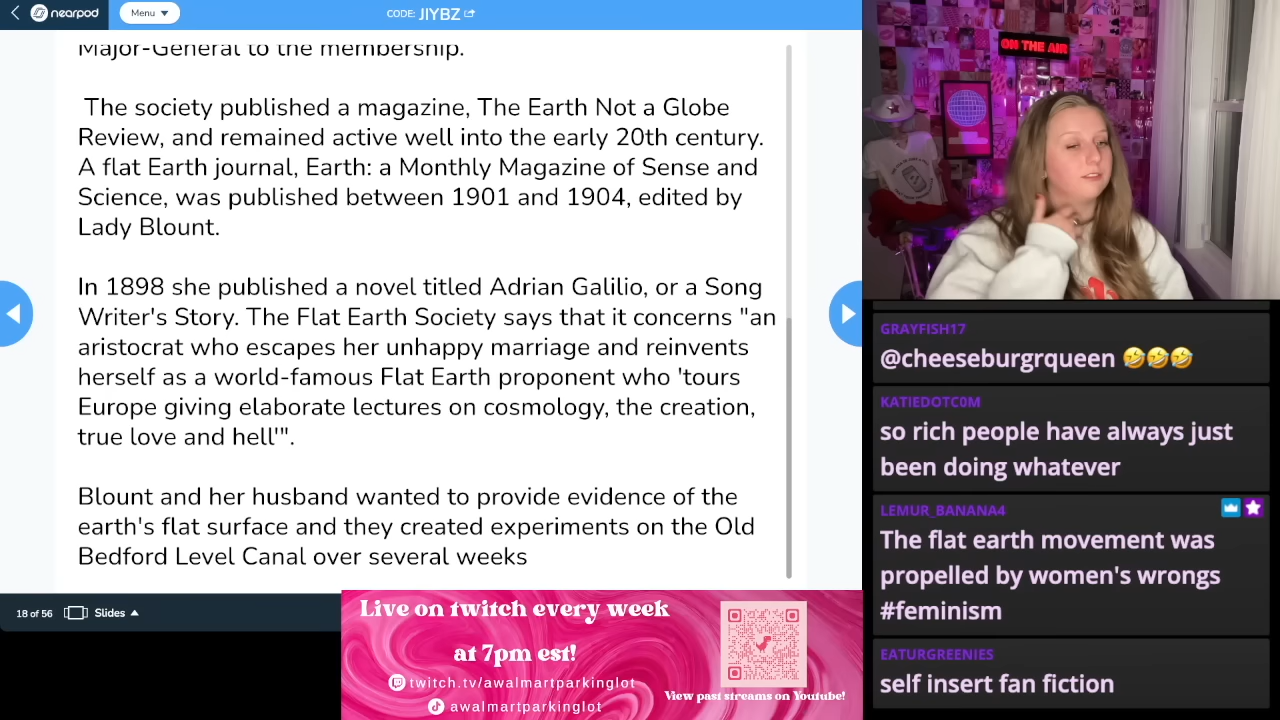 nearpod
Menu
CODE: JIYBZ
Major-General to the membership.
The society published a magazine, The Earth Not a Globe
Review, and remained active well into the early 20th century.
A flat Earth journal, Earth: a Monthly Magazine of Sense and
Science, was published between 1901 and 1904, edited by
Lady Blount.
In 1898 she published a novel titled Adrian Galilio, or a Song
Writer's Story. The Flat Earth Society says that it concerns "an
aristocrat who escapes her unhappy marriage and reinvents
herself as a world-famous Flat Earth proponent who 'tours
Europe giving elaborate lectures on cosmology, the creation,
true love and hell'".
Blount and her husband wanted to provide evidence of the
earth's flat surface and they created experiments on the Old
Bedford Level Canal over several weeks
18 of 56
Slides
Live on twitch every week
at 7pm est!
twitch.tv/awalmartparkinglot
awalmartparkinglot
View past streams on Youtube!
ON THE AIR
GRAYFISH17
@cheeseburgrqueen 🤣🤣🤣
KATIEDOTC0M
so rich people have always just
been doing whatever
LEMUR_BANANA4
The flat earth movement was
propelled by women's wrongs
#feminism
EATURGREENIES
self insert fan fiction